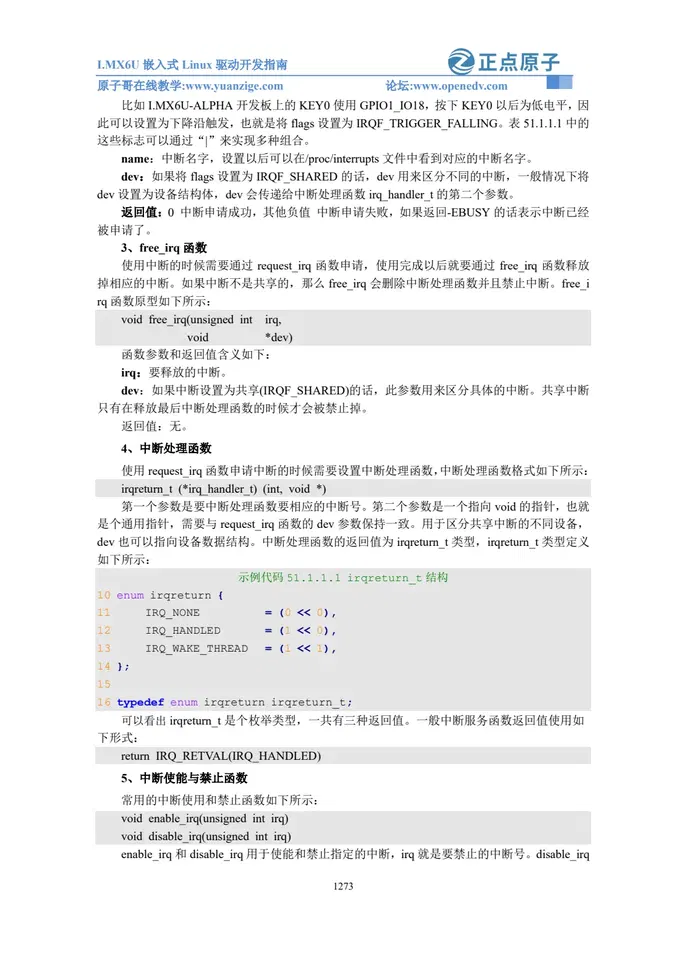 I.MX6U 嵌入式 Linux 驱动开发指南
正点原子
原子哥在线教学:www.yuanzige.com 论坛:www.openedv.com
比如 I.MX6U-ALPHA 开发板上的 KEY0 使用 GPIO1_IO18，按下 KEY0 以后为低电平，因
此可以设置为下降沿触发，也就是将 flags 设置为 IRQF_TRIGGER_FALLING。表 51.1.1.1 中的
这些标志可以通过“|”来实现多种组合。
name：中断名字，设置以后可以在/proc/interrupts 文件中看到对应的中断名字。
dev：如果将 flags 设置为 IRQF_SHARED 的话，dev 用来区分不同的中断，一般情况下将
dev 设置为设备结构体，dev 会传递给中断处理函数 irq_handler_t 的第二个参数。
返回值：0 中断申请成功，其他负值 中断申请失败，如果返回-EBUSY 的话表示中断已经
被申请了。
3、free_irq 函数
使用中断的时候需要通过 request_irq 函数申请，使用完成以后就要通过 free_irq 函数释放
掉相应的中断。如果中断不是共享的，那么 free_irq 会删除中断处理函数并且禁止中断。free_i
rq 函数原型如下所示：
void free_irq(unsigned int irq,
void *dev)
函数参数和返回值含义如下：
irq：要释放的中断。
dev：如果中断设置为共享(IRQF_SHARED)的话，此参数用来区分具体的中断。共享中断
只有在释放最后中断处理函数的时候才会被禁止掉。
返回值：无。
4、中断处理函数
使用 request_irq 函数申请中断的时候需要设置中断处理函数，中断处理函数格式如下所示：
irqreturn_t (*irq_handler_t) (int, void *)
第一个参数是要中断处理函数要相应的中断号。第二个参数是一个指向 void 的指针，也就
是个通用指针，需要与 request_irq 函数的 dev 参数保持一致。用于区分共享中断的不同设备，
dev 也可以指向设备数据结构。中断处理函数的返回值为 irqreturn_t 类型，irqreturn_t 类型定义
如下所示：
示例代码 51.1.1.1 irqreturn_t 结构
10 enum irqreturn {
11 IRQ_NONE = (0 << 0),
12 IRQ_HANDLED = (1 << 0),
13 IRQ_WAKE_THREAD = (1 << 1),
14 };
15
16 typedef enum irqreturn irqreturn_t;
可以看出 irqreturn_t 是个枚举类型，一共有三种返回值。一般中断服务函数返回值使用如
下形式：
return IRQ_RETVAL(IRQ_HANDLED)
5、中断使能与禁止函数
常用的中断使用和禁止函数如下所示：
void enable_irq(unsigned int irq)
void disable_irq(unsigned int irq)
enable_irq 和 disable_irq 用于使能和禁止指定的中断，irq 就是要禁止的中断号。disable_irq
1273